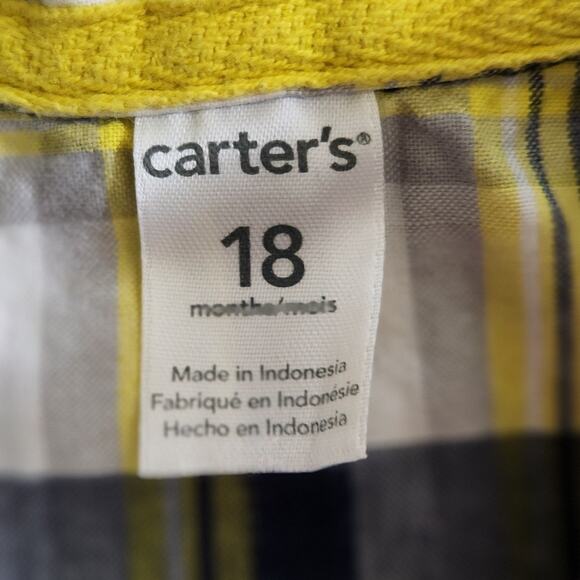 carter's®
18
months/mois
Made in Indonesia
Fabriqué en Indonésie
Hecho en Indonesia